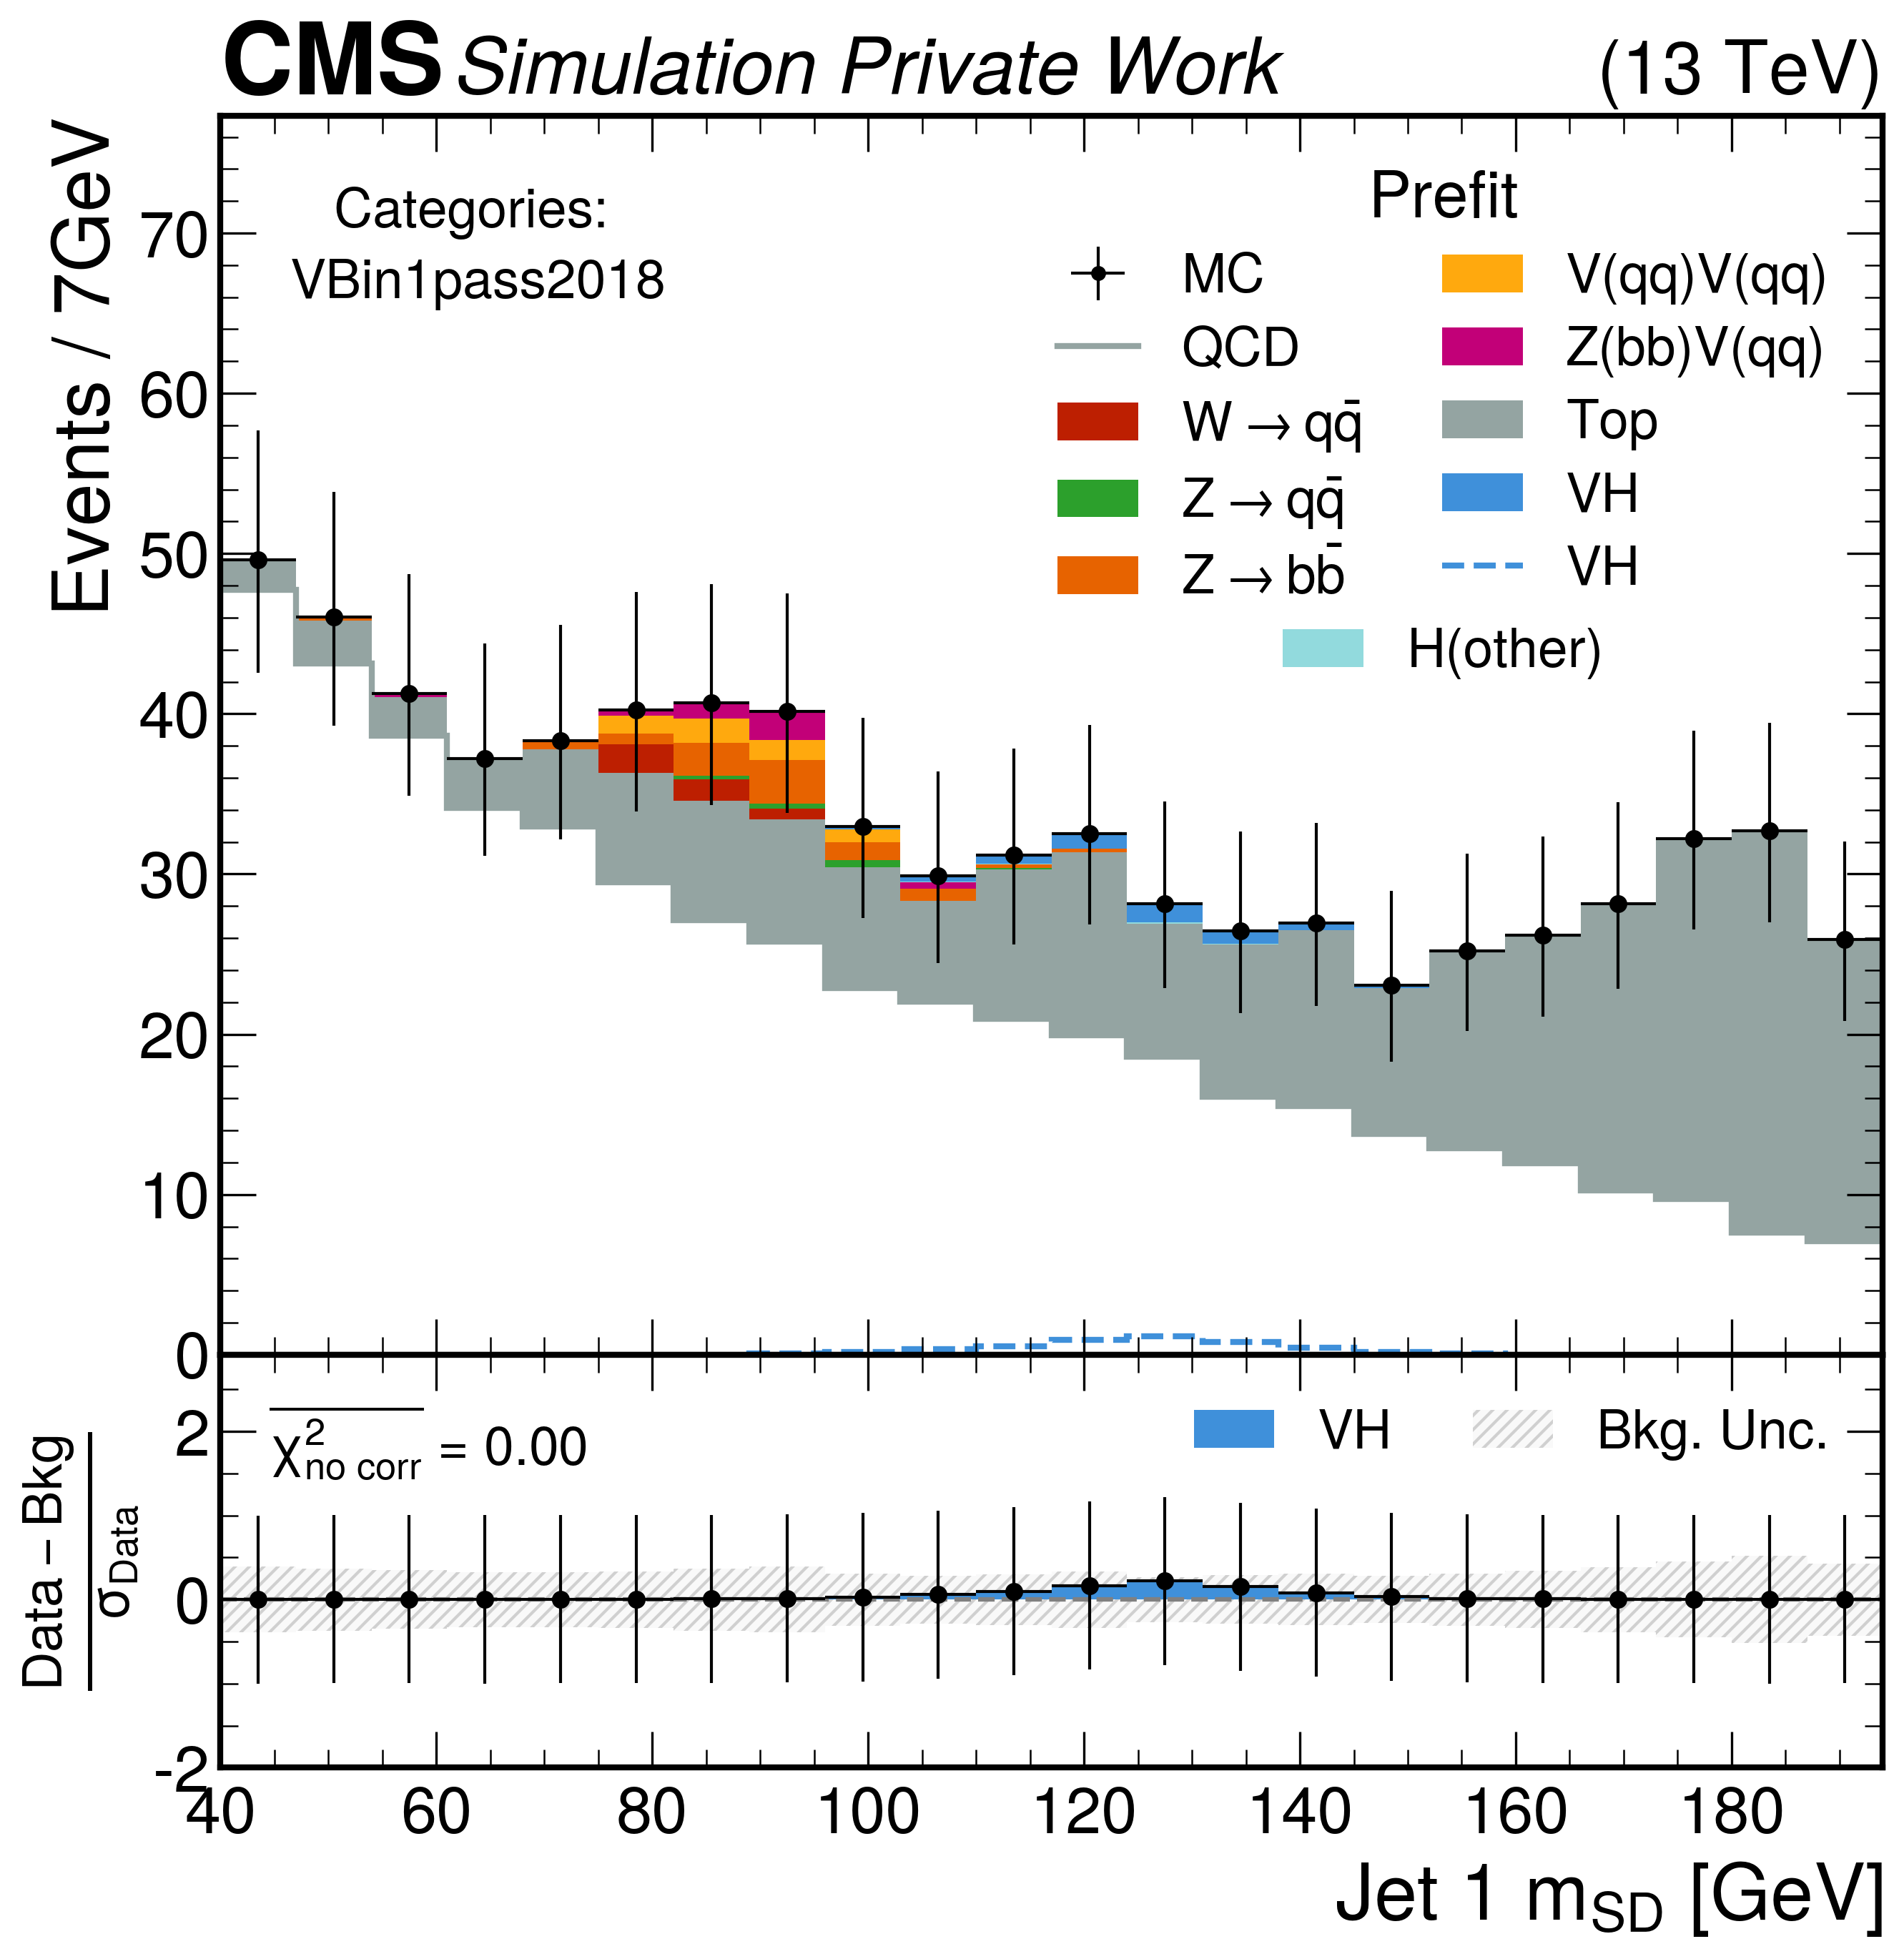 CMS Simulation Private Work (13 TeV)
Events / 7GeV
Categories:
VBin1pass2018
Prefit
MC
QCD
W → qq̄
Z → qq̄
Z → bb̄
V(qq)V(qq)
Z(bb)V(qq)
Top
VH
VH
H(other)
70
60
50
40
30
20
10
0
Data − Bkg
σData
χ²no corr = 0.00
VH
Bkg. Unc.
2
0
-2
40 60 80 100 120 140 160 180
Jet 1 mSD [GeV]